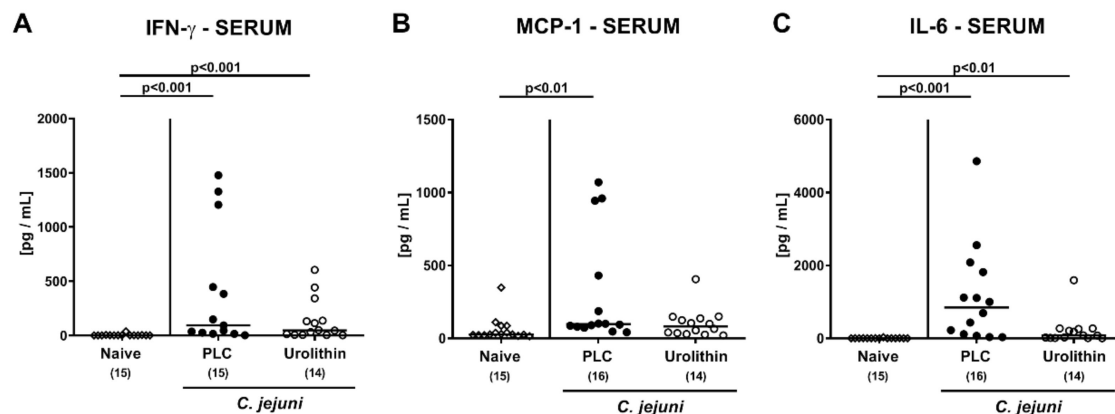 A
IFN-γ - SERUM
p<0.001
p<0.001
[pg / mL]
2000
1500
1000
500
0
Naive
PLC
Urolithin
(15)
(15)
(14)
C. jejuni
B
MCP-1 - SERUM
p<0.01
[pg / mL]
1500
1000
500
0
Naive
PLC
Urolithin
(15)
(16)
(14)
C. jejuni
C
IL-6 - SERUM
p<0.01
p<0.001
[pg / mL]
6000
4000
2000
0
Naive
PLC
Urolithin
(15)
(16)
(14)
C. jejuni